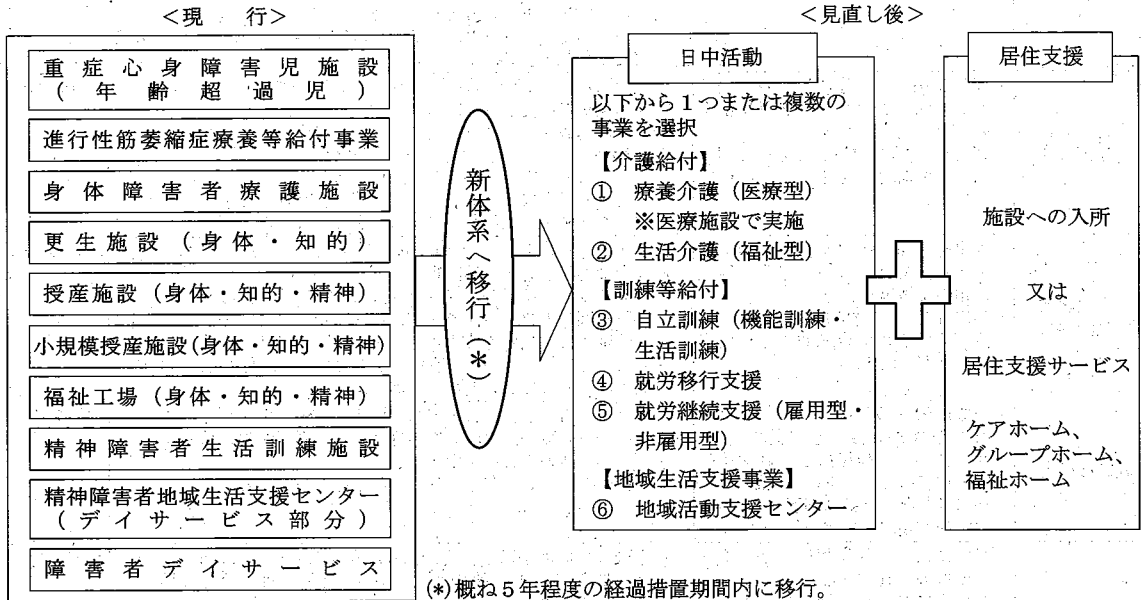 <現　行>
重症心身障害児施設
(年齢超過児)
進行性筋萎縮症療養等給付事業
身体障害者療護施設
更生施設(身体・知的)
授産施設(身体・知的・精神)
小規模授産施設(身体・知的・精神)
福祉工場(身体・知的・精神)
精神障害者生活訓練施設
精神障害者地域生活支援センター
(デイサービス部分)
障害者デイサービス
新体系へ移行(*)
<見直し後>
日中活動
以下から1つまたは複数の
事業を選択
【介護給付】
① 療養介護(医療型)
※医療施設で実施
② 生活介護(福祉型)
【訓練等給付】
③ 自立訓練(機能訓練・
生活訓練)
④ 就労移行支援
⑤ 就労継続支援(雇用型・
非雇用型)
【地域生活支援事業】
⑥ 地域活動支援センター
居住支援
施設への入所
又は
居住支援サービス
ケアホーム、
グループホーム、
福祉ホーム
(*)概ね5年程度の経過措置期間内に移行。